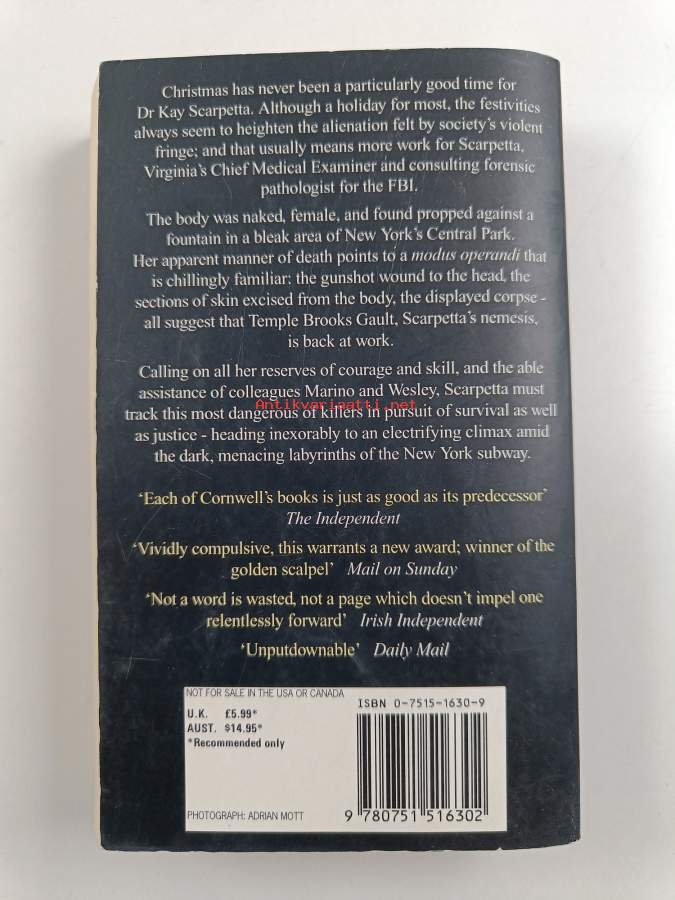 Christmas has never been a particularly good time for
Dr Kay Scarpetta. Although a holiday for most, the festivities
always seem to heighten the alienation felt by society's violent
fringe; and that usually means more work for Scarpetta,
Virginia's Chief Medical Examiner and consulting forensic
pathologist for the FBI.
The body was naked, female, and found propped against a
fountain in a bleak area of New York's Central Park.
Her apparent manner of death points to a modus operandi that
is chillingly familiar: the gunshot wound to the head, the
sections of skin excised from the body, the displayed corpse -
all suggest that Temple Brooks Gault, Scarpetta's nemesis,
is back at work.
Calling on all her reserves of courage and skill, and the able
assistance of colleagues Marino and Wesley, Scarpetta must
Antikvariaatti.net
track this most dangerous of killers in pursuit of survival as well
as justice - heading inexorably to an electrifying climax amid
the dark, menacing labyrinths of the New York subway.
'Each of Cornwell's books is just as good as its predecessor'
The Independent
'Vividly compulsive, this warrants a new award; winner of the
golden scalpel' Mail on Sunday
'Not a word is wasted, not a page which doesn't impel one
relentlessly forward' Irish Independent
'Unputdownable' Daily Mail
NOT FOR SALE IN THE USA OR CANADA
U.K. £5.99*
AUST. $14.95*
*Recommended only
PHOTOGRAPH: ADRIAN MOTT
ISBN 0-7515-1630-9
9 780751 516302